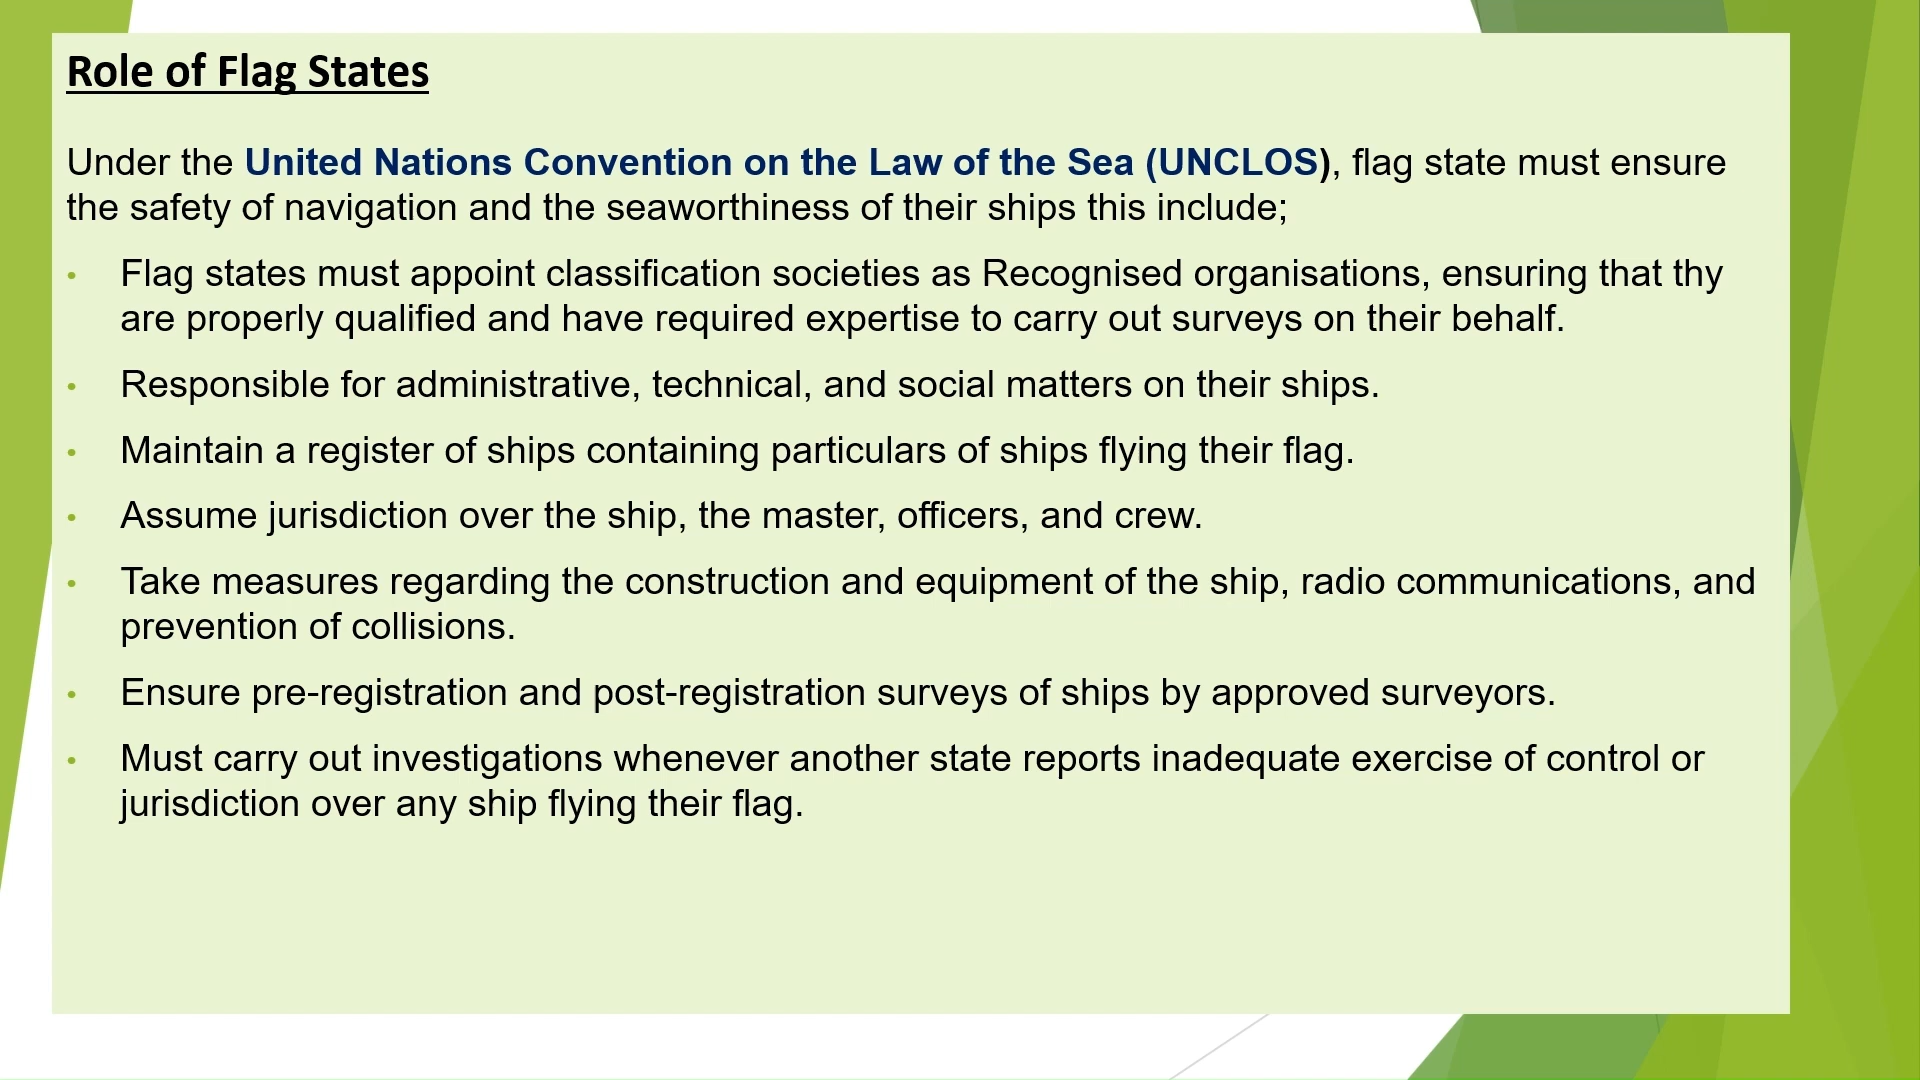 Role of Flag States
Under the United Nations Convention on the Law of the Sea (UNCLOS), flag state must ensure
the safety of navigation and the seaworthiness of their ships this include;
• Flag states must appoint classification societies as Recognised organisations, ensuring that thy
are properly qualified and have required expertise to carry out surveys on their behalf.
• Responsible for administrative, technical, and social matters on their ships.
• Maintain a register of ships containing particulars of ships flying their flag.
• Assume jurisdiction over the ship, the master, officers, and crew.
• Take measures regarding the construction and equipment of the ship, radio communications, and
prevention of collisions.
• Ensure pre-registration and post-registration surveys of ships by approved surveyors.
• Must carry out investigations whenever another state reports inadequate exercise of control or
jurisdiction over any ship flying their flag.